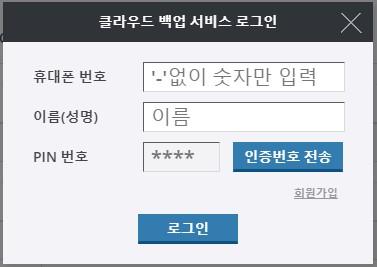 클라우드 백업 서비스 로그인
휴대폰 번호 '-'없이 숫자만 입력
이름(성명) 이름
PIN 번호 **** 인증번호 전송
회원가입
로그인